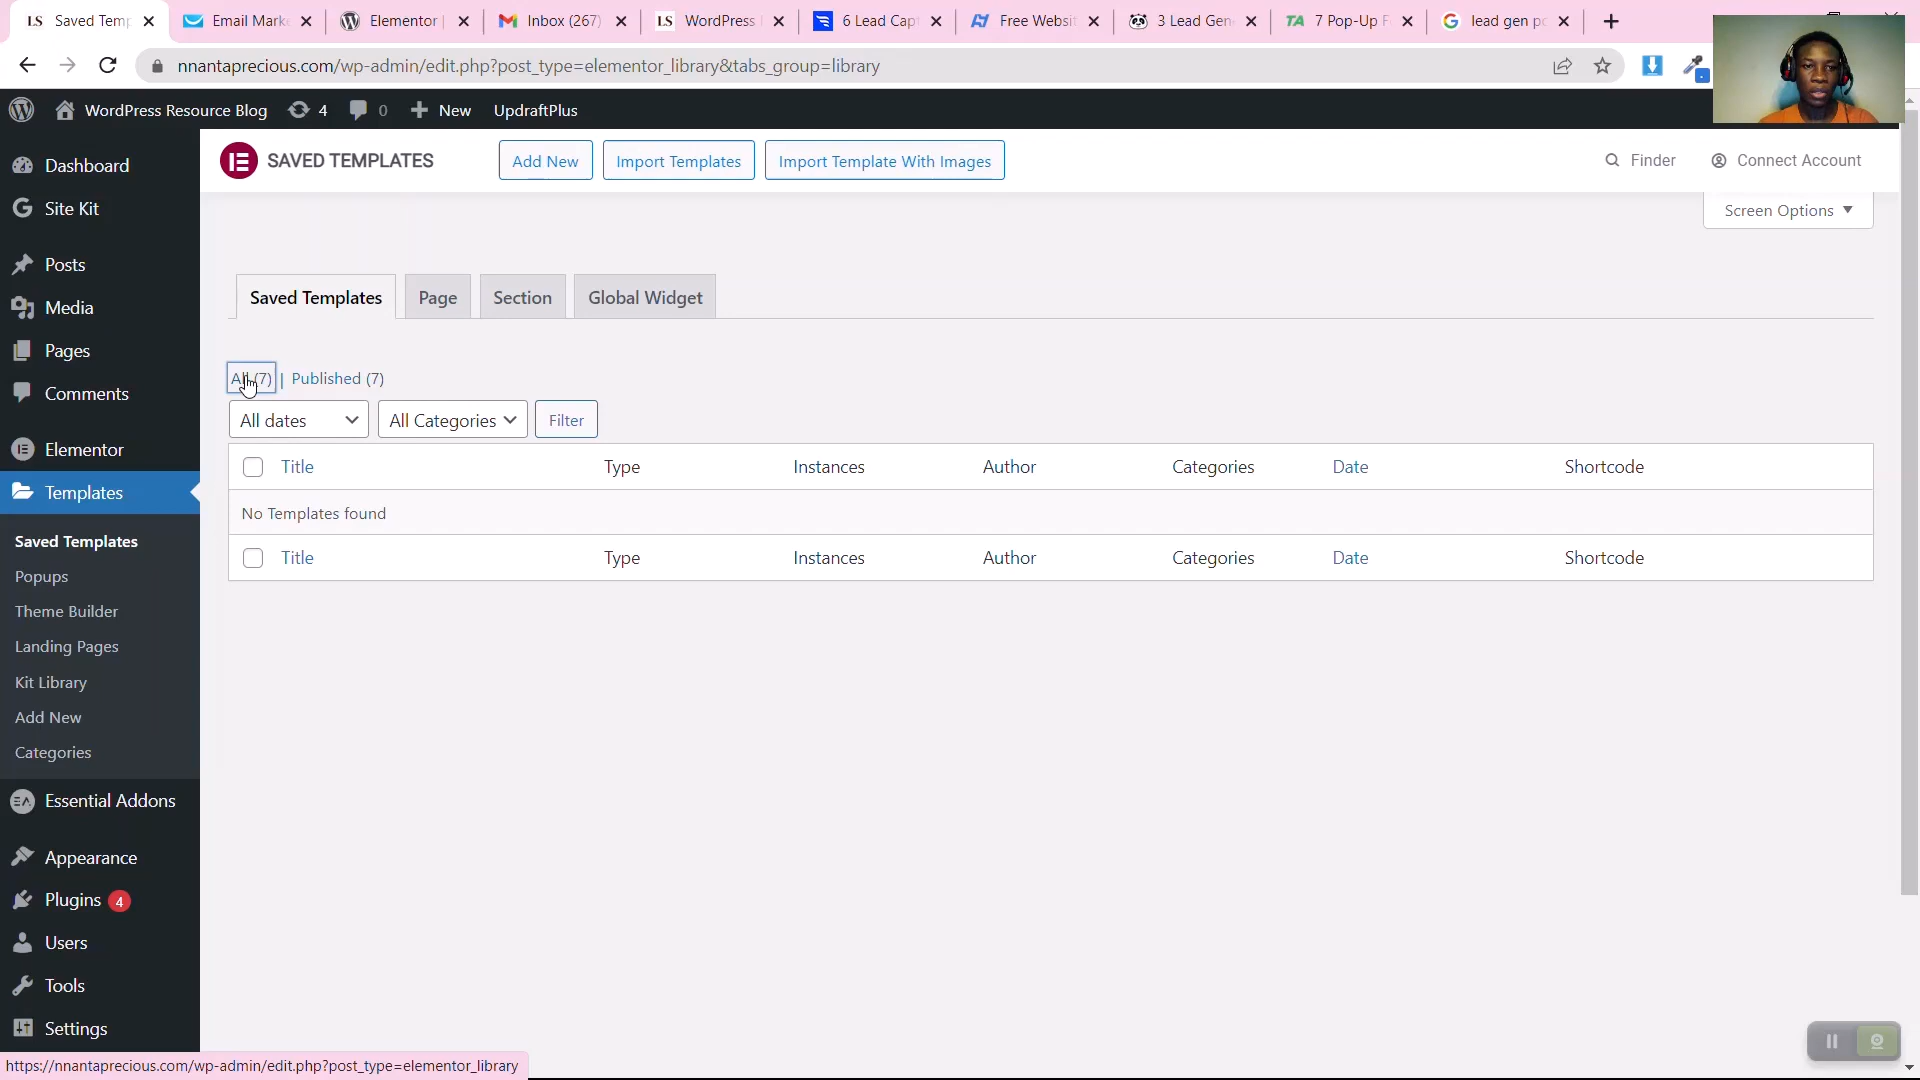 LS Saved Temp
Email Mark
Elementor
Inbox (267)
LS WordPress
6 Lead Cap
Free Websi
3 Lead Gen
TA 7 Pop-Up F
lead gen po
nnantaprecious.com/wp-admin/edit.php?post_type=elementor_library&tabs_group=library
WordPress Resource Blog
4
0
New
UpdraftPlus
Dashboard
Site Kit
Posts
Media
Pages
Comments
Elementor
Templates
Saved Templates
Popups
Theme Builder
Landing Pages
Kit Library
Add New
Categories
Essential Addons
Appearance
Plugins 4
Users
Tools
Settings
SAVED TEMPLATES
Add New
Import Templates
Import Template With Images
Finder
Connect Account
Screen Options
Saved Templates
Page
Section
Global Widget
All (7) | Published (7)
All dates
All Categories
Filter
Title Type Instances Author Categories Date Shortcode
No Templates found
Title Type Instances Author Categories Date Shortcode
https://nnantaprecious.com/wp-admin/edit.php?post_type=elementor_library